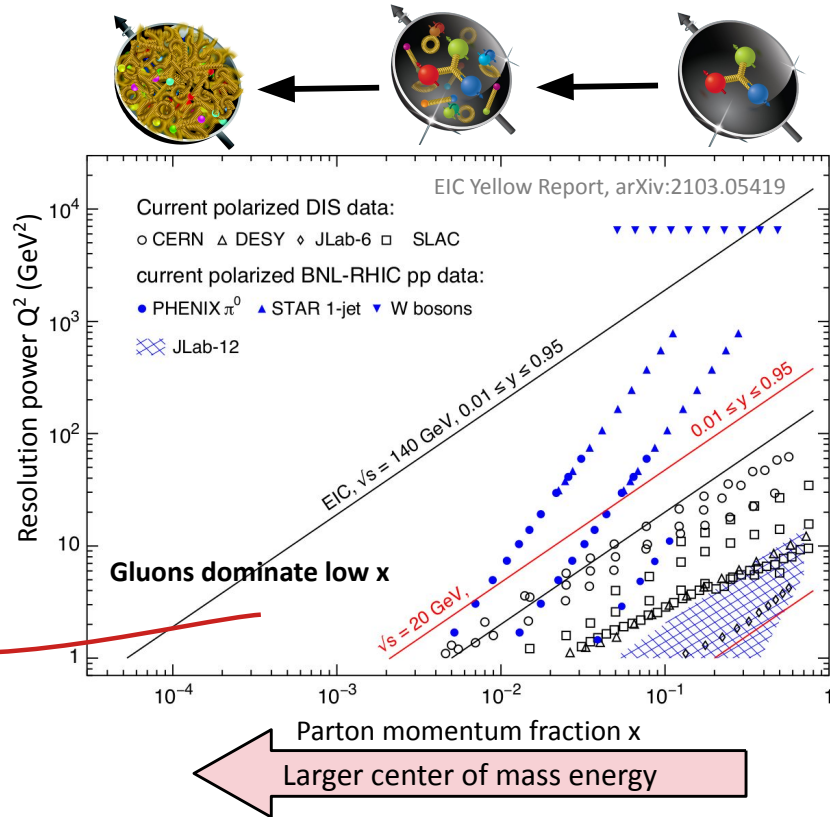 EIC Yellow Report, arXiv:2103.05419
Current polarized DIS data:
CERN DESY JLab-6 SLAC
current polarized BNL-RHIC pp data:
PHENIX π⁰ STAR 1-jet W bosons
JLab-12
EIC, √s = 140 GeV, 0.01 ≤ y ≤ 0.95
√s = 20 GeV, 0.01 ≤ y ≤ 0.95
Gluons dominate low x
Resolution power Q² (GeV²)
10⁴
10³
10²
10
1
10⁻⁴ 10⁻³ 10⁻² 10⁻¹ 1
Parton momentum fraction x
Larger center of mass energy